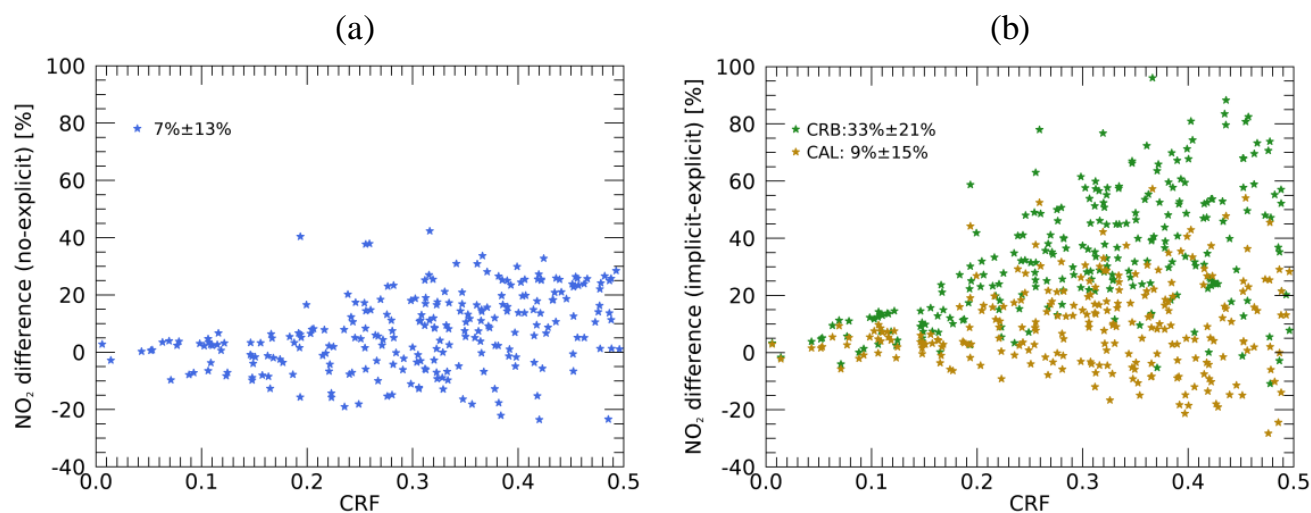 (a)
(b)
NO₂ difference (no-explicit) [%]
100
80
60
40
20
0
-20
-40
★ 7%±13%
0.0 0.1 0.2 0.3 0.4 0.5
CRF
NO₂ difference (implicit-explicit) [%]
100
80
60
40
20
0
-20
-40
★ CRB:33%±21%
★ CAL: 9%±15%
0.0 0.1 0.2 0.3 0.4 0.5
CRF